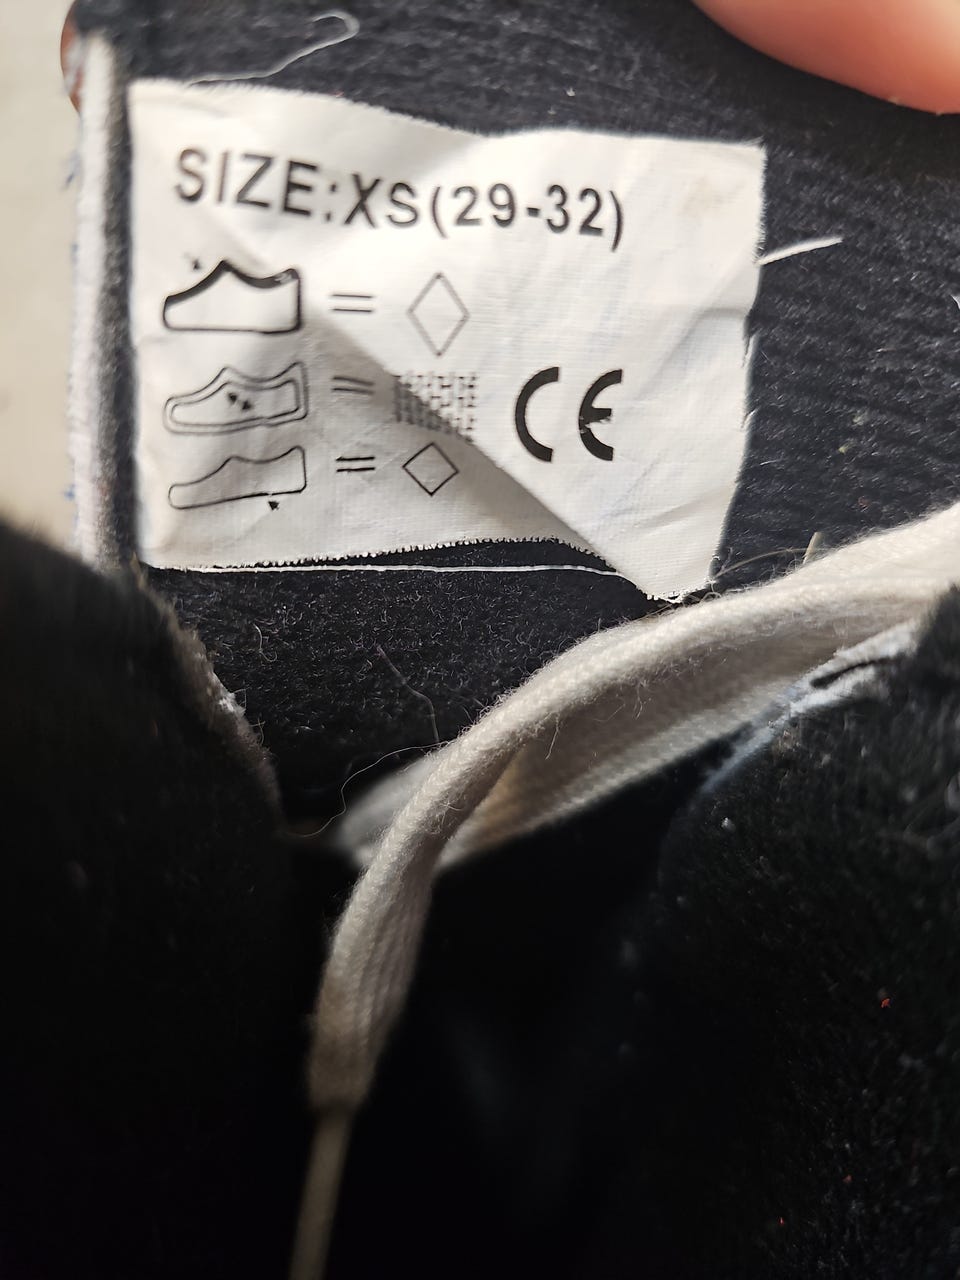 SIZE:XS(29-32)
=
=
CE
=